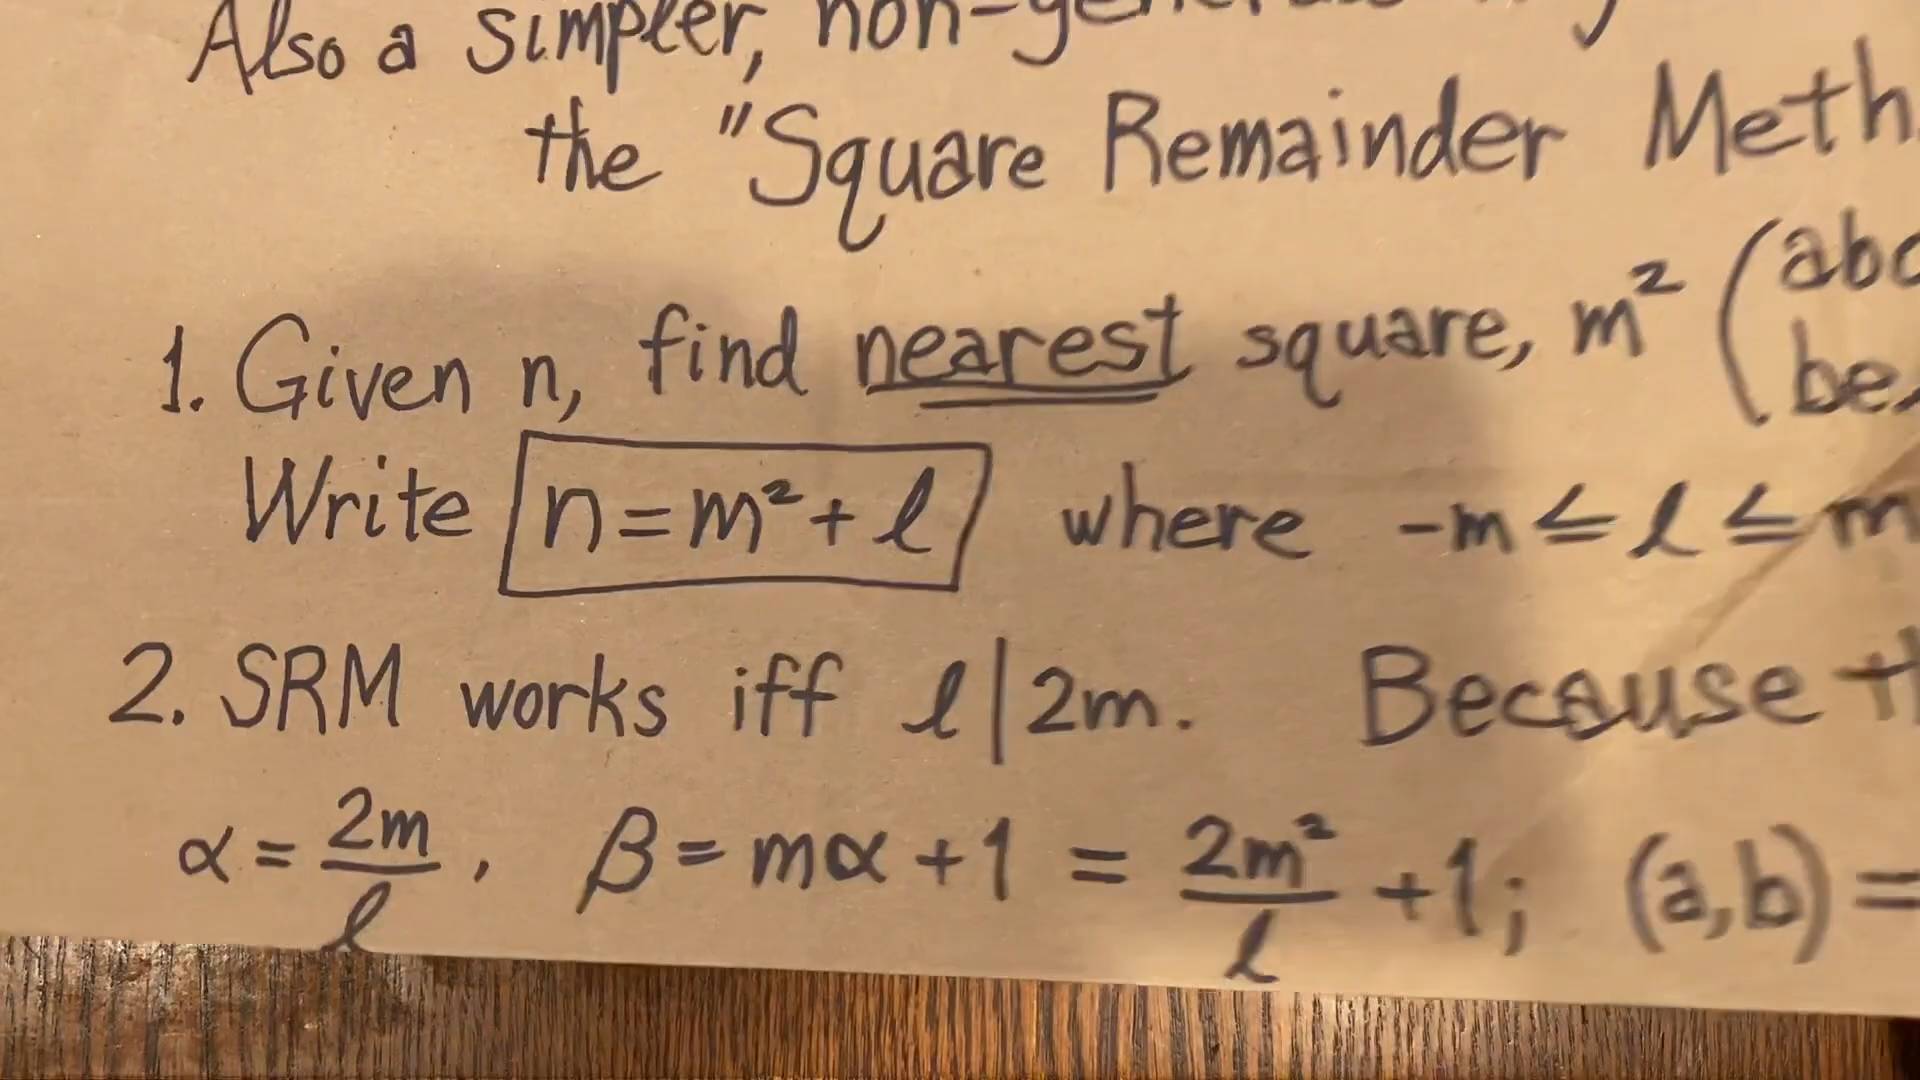 Also a simpler,
the "Square Remainder
1. Given n, find nearest square, m²
Write n=m²+l where -m ≤ l ≤ m
2. SRM works iff l|2m. Because
α = 2m/l, β = mα + 1 = 2m²/l + 1; (a,b) =